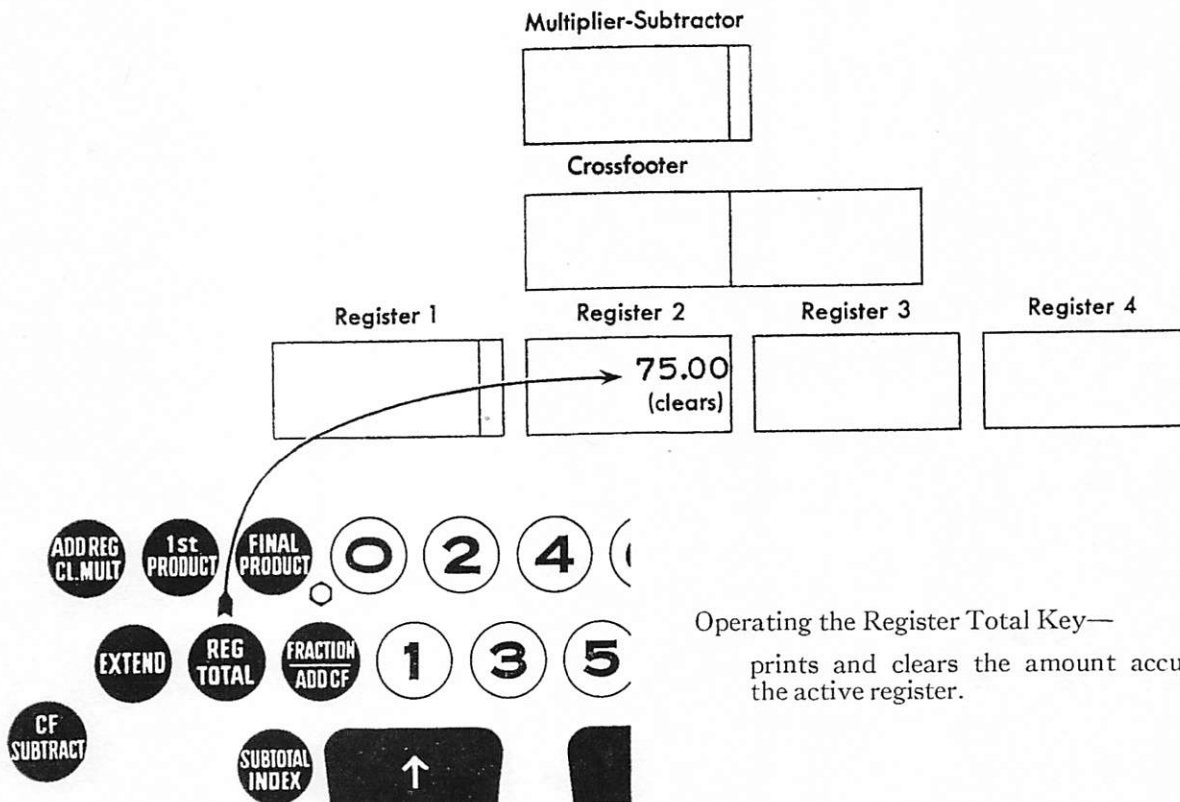 Multiplier-Subtractor
Crossfooter
Register 1 Register 2 Register 3 Register 4
75.00
(clears)
ADD REG
CL.MULT
1st
PRODUCT
FINAL
PRODUCT
0 2 4
EXTEND
REG
TOTAL
FRACTION
ADD CF
1 3 5
CF
SUBTRACT
SUBTOTAL
INDEX
↑
Operating the Register Total Key—
prints and clears the amount accu
the active register.